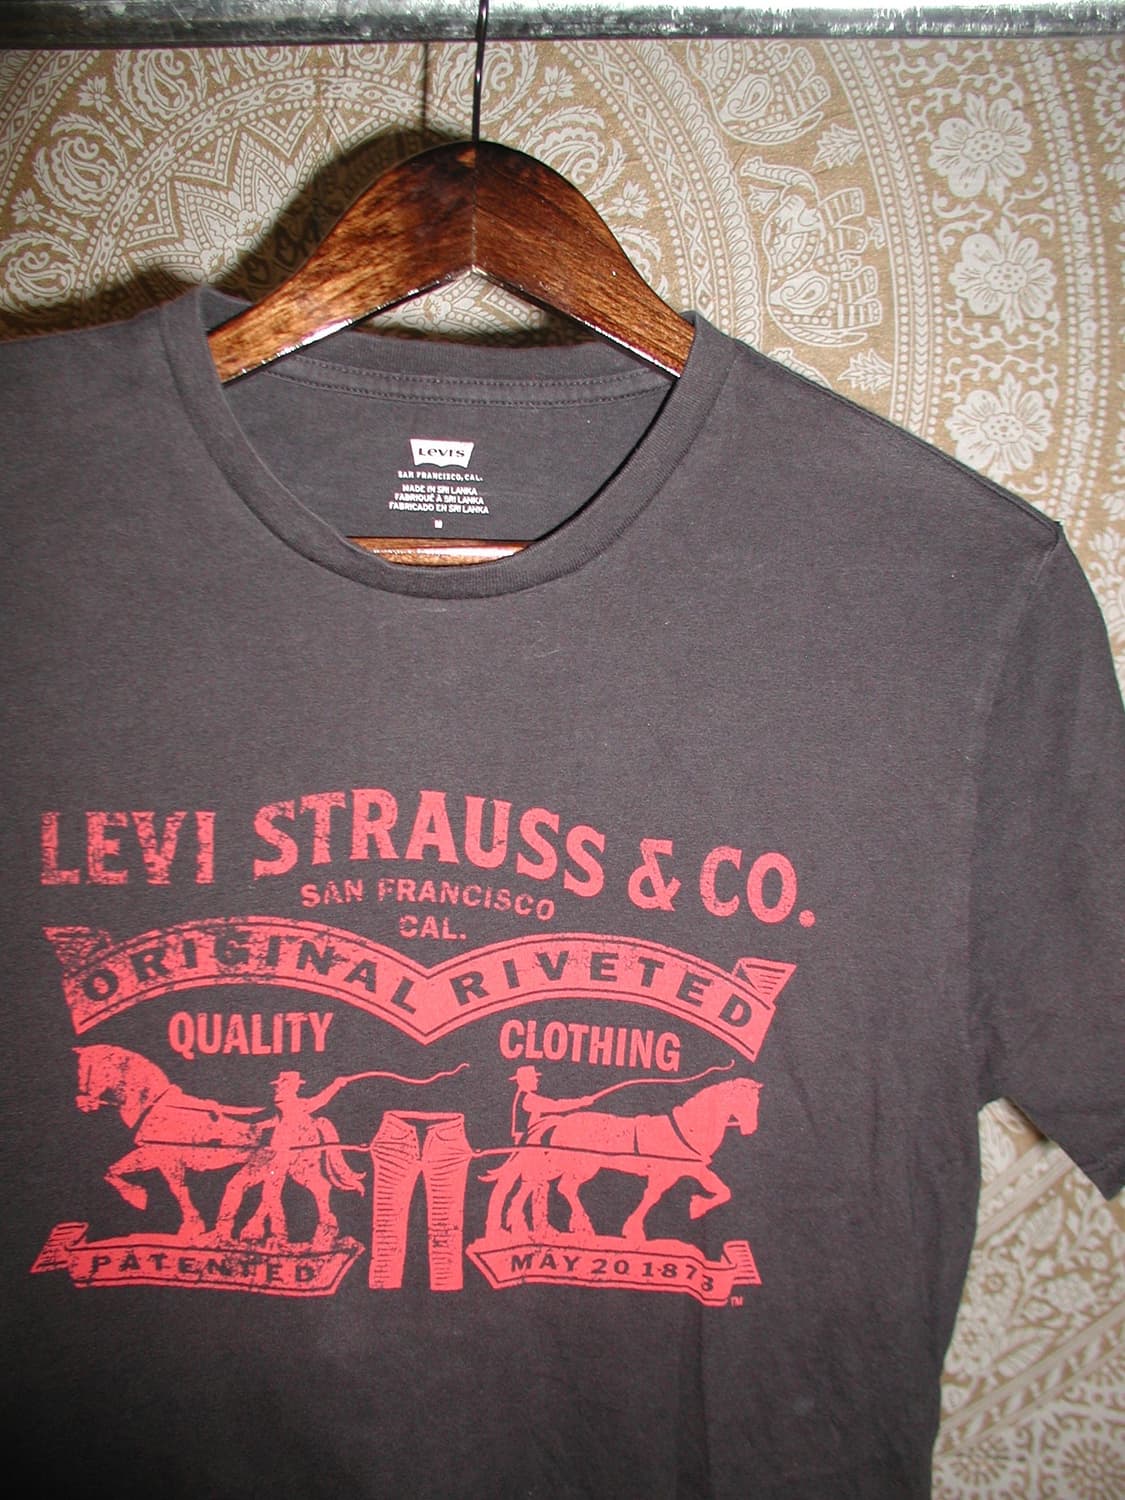 LEVI'S
SAN FRANCISCO, CAL.
MADE IN SRI LANKA
FABRIQUÉ À SRI LANKA
FABRICADO EN SRI LANKA
M
LEVI STRAUSS & CO.
SAN FRANCISCO
CAL.
ORIGINAL RIVETED
QUALITY CLOTHING
PATENTED MAY 20 1873
TM